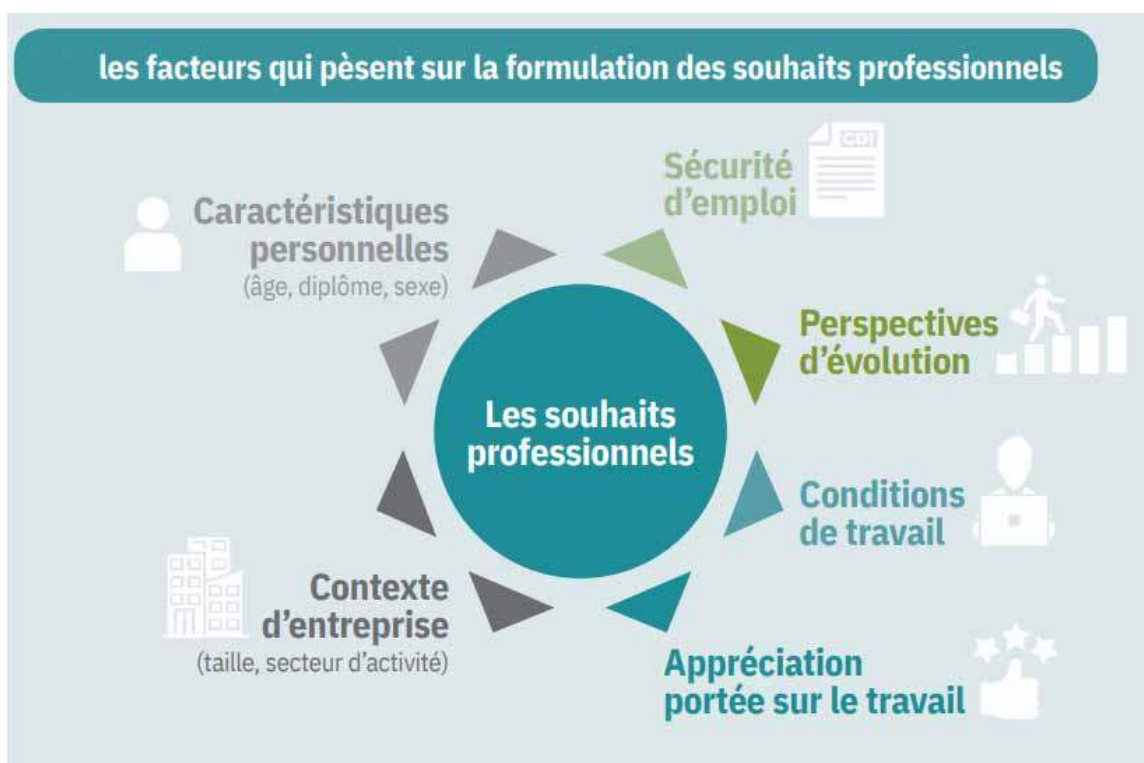 les facteurs qui pèsent sur la formulation des souhaits professionnels
CDI
Sécurité
d'emploi
Caractéristiques
personnelles
(âge, diplôme, sexe)
Perspectives
d'évolution
Les souhaits
professionnels
Conditions
de travail
Contexte
d'entreprise
(taille, secteur d'activité)
Appréciation
portée sur le travail